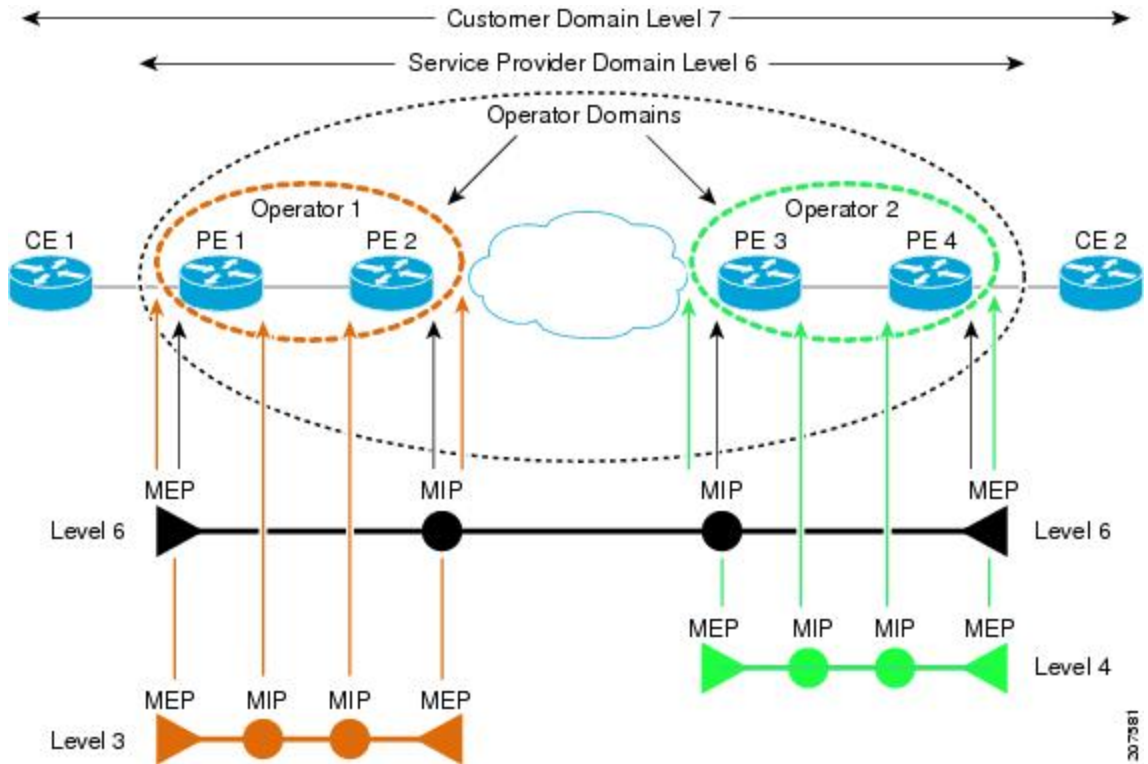 Customer Domain Level 7
Service Provider Domain Level 6
Operator Domains
Operator 1
Operator 2
CE 1
PE 1
PE 2
PE 3
PE 4
CE 2
MEP
MIP
MIP
MEP
Level 6
Level 6
MEP
MIP
MIP
MEP
Level 4
MEP
MIP
MIP
MEP
Level 3
207581